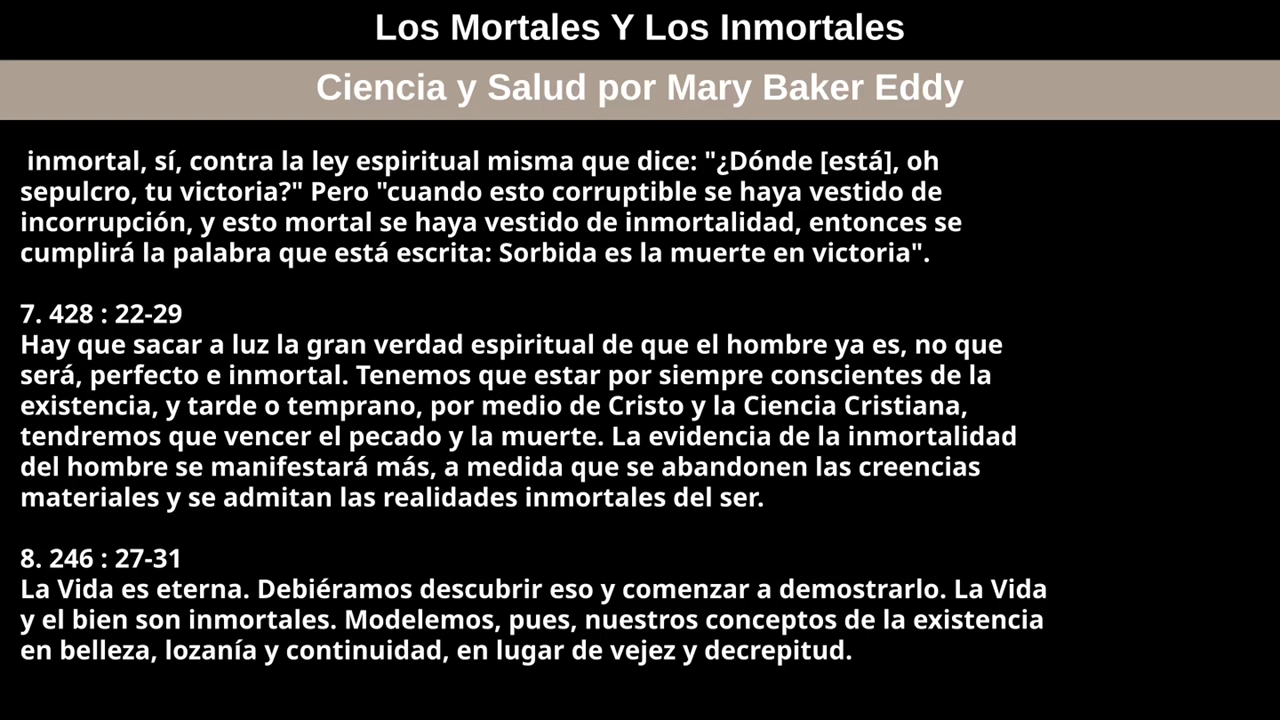 Los Mortales Y Los Inmortales
Ciencia y Salud por Mary Baker Eddy
inmortal, sí, contra la ley espiritual misma que dice: "¿Dónde [está], oh
sepulcro, tu victoria?" Pero "cuando esto corruptible se haya vestido de
incorrupción, y esto mortal se haya vestido de inmortalidad, entonces se
cumplirá la palabra que está escrita: Sorbida es la muerte en victoria".
7. 428 : 22-29
Hay que sacar a luz la gran verdad espiritual de que el hombre ya es, no que
será, perfecto e inmortal. Tenemos que estar por siempre conscientes de la
existencia, y tarde o temprano, por medio de Cristo y la Ciencia Cristiana,
tendremos que vencer el pecado y la muerte. La evidencia de la inmortalidad
del hombre se manifestará más, a medida que se abandonen las creencias
materiales y se admitan las realidades inmortales del ser.
8. 246 : 27-31
La Vida es eterna. Debiéramos descubrir eso y comenzar a demostrarlo. La Vida
y el bien son inmortales. Modelemos, pues, nuestros conceptos de la existencia
en belleza, lozanía y continuidad, en lugar de vejez y decrepitud.